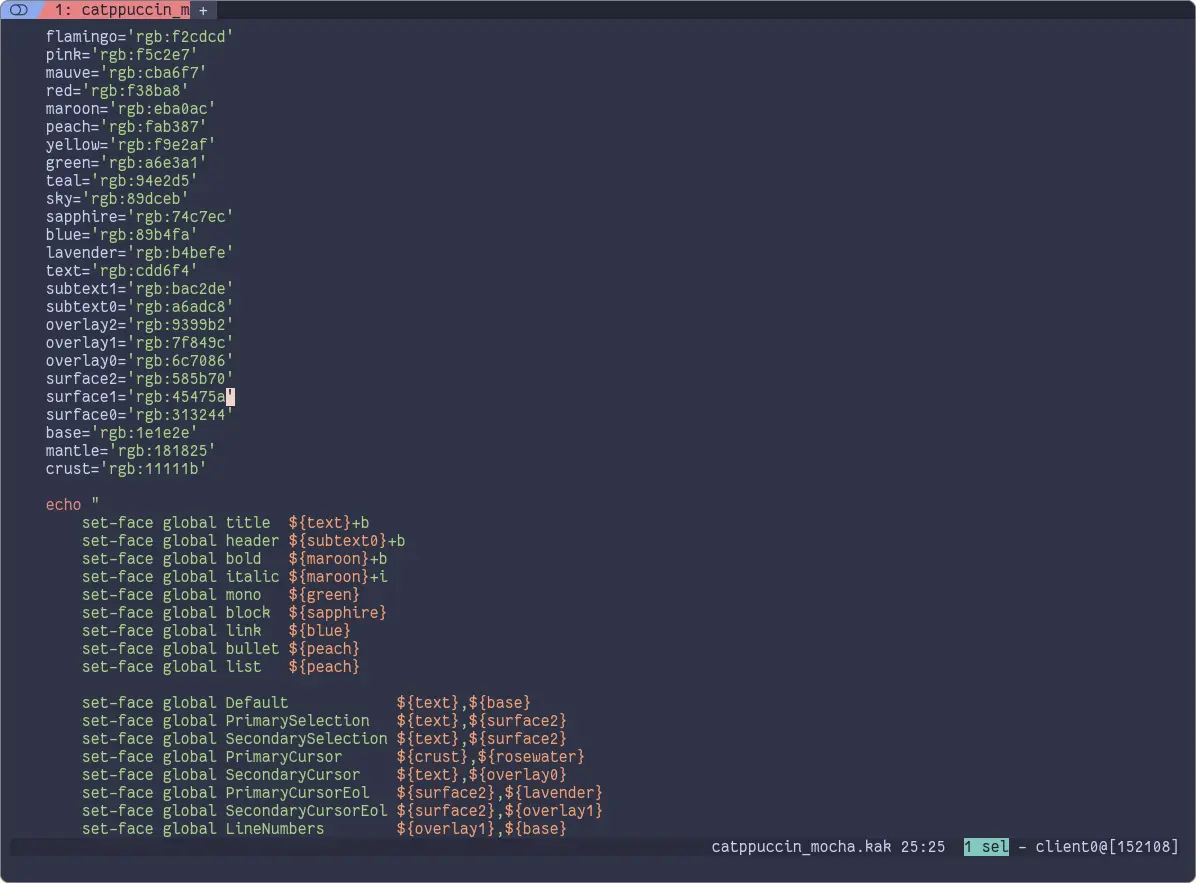 1: catppuccin_m +
flamingo='rgb:f2cdcd'
pink='rgb:f5c2e7'
mauve='rgb:cba6f7'
red='rgb:f38ba8'
maroon='rgb:eba0ac'
peach='rgb:fab387'
yellow='rgb:f9e2af'
green='rgb:a6e3a1'
teal='rgb:94e2d5'
sky='rgb:89dceb'
sapphire='rgb:74c7ec'
blue='rgb:89b4fa'
lavender='rgb:b4befe'
text='rgb:cdd6f4'
subtext1='rgb:bac2de'
subtext0='rgb:a6adc8'
overlay2='rgb:9399b2'
overlay1='rgb:7f849c'
overlay0='rgb:6c7086'
surface2='rgb:585b70'
surface1='rgb:45475a'
surface0='rgb:313244'
base='rgb:1e1e2e'
mantle='rgb:181825'
crust='rgb:11111b'
echo "
set-face global title  ${text}+b
set-face global header ${subtext0}+b
set-face global bold   ${maroon}+b
set-face global italic ${maroon}+i
set-face global mono   ${green}
set-face global block  ${sapphire}
set-face global link   ${blue}
set-face global bullet ${peach}
set-face global list   ${peach}
set-face global Default            ${text},${base}
set-face global PrimarySelection   ${text},${surface2}
set-face global SecondarySelection ${text},${surface2}
set-face global PrimaryCursor      ${crust},${rosewater}
set-face global SecondaryCursor    ${text},${overlay0}
set-face global PrimaryCursorEol   ${surface2},${lavender}
set-face global SecondaryCursorEol ${surface2},${overlay1}
set-face global LineNumbers        ${overlay1},${base}
catppuccin_mocha.kak 25:25  1 sel - client0@[152108]